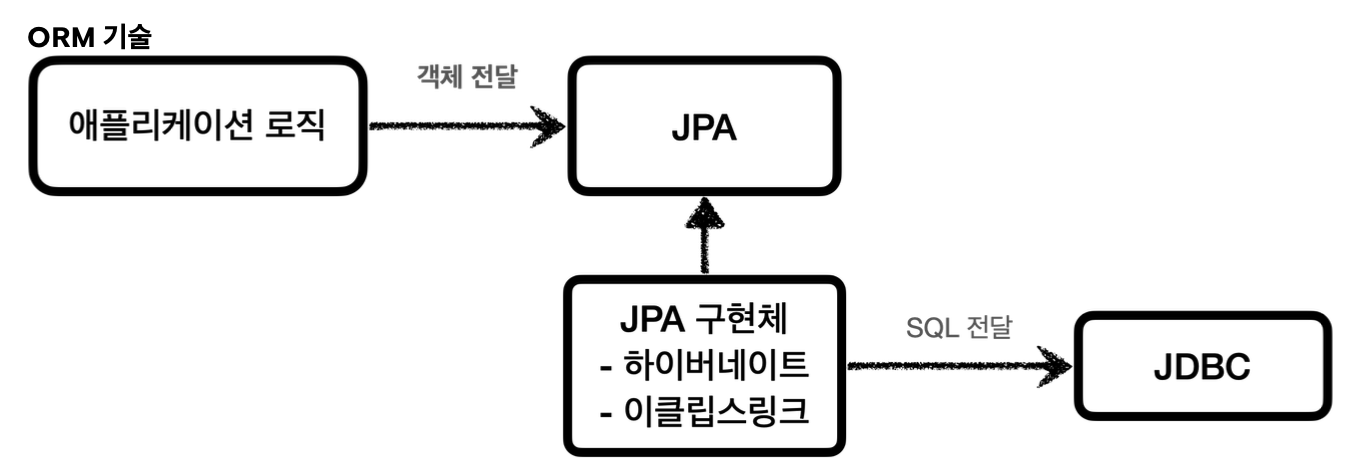 ORM 기술
객체 전달
애플리케이션 로직
JPA
JPA 구현체
- 하이버네이트
- 이클립스링크
SQL 전달
JDBC